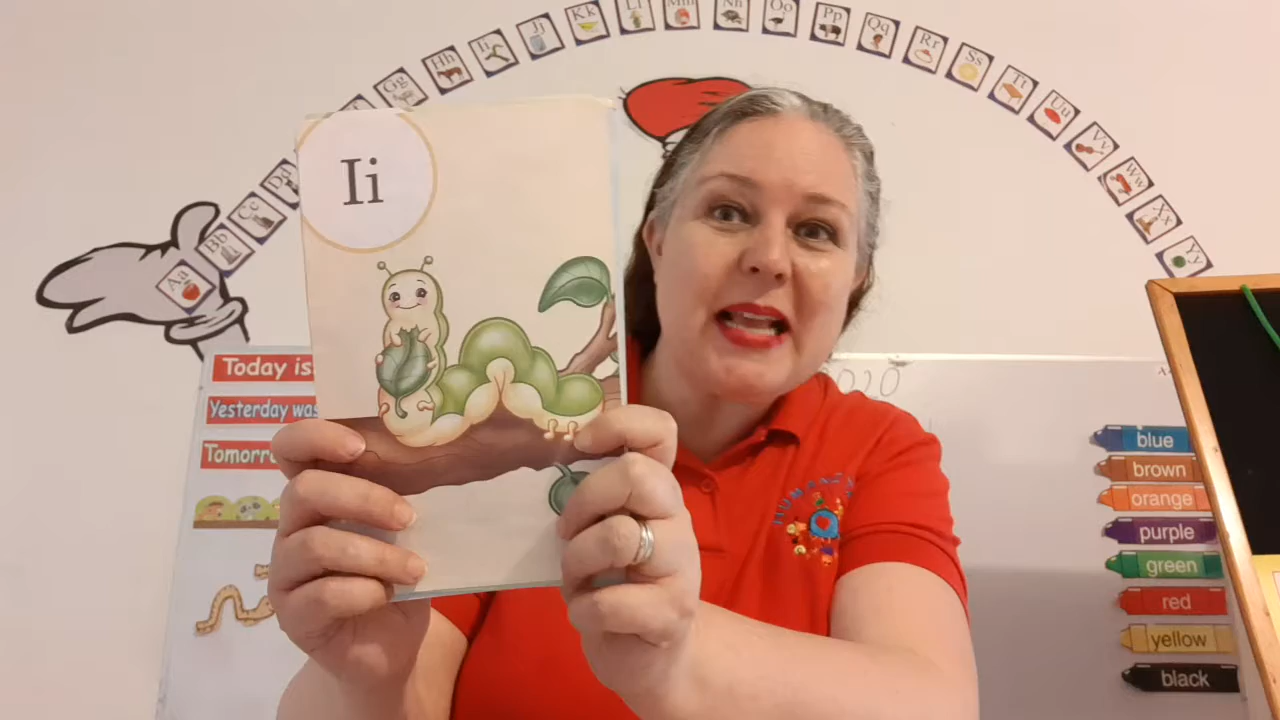 Aa
Bb
Cc
Dd
Gg
Hh
Ii
Jj
Kk
Ll
Mm
Nn
Oo
Pp
Qq
Rr
Ss
Tt
Uu
Vv
Ww
Xx
Yy
Ii
Today is
Yesterday was
blue
brown
orange
purple
green
red
yellow
black